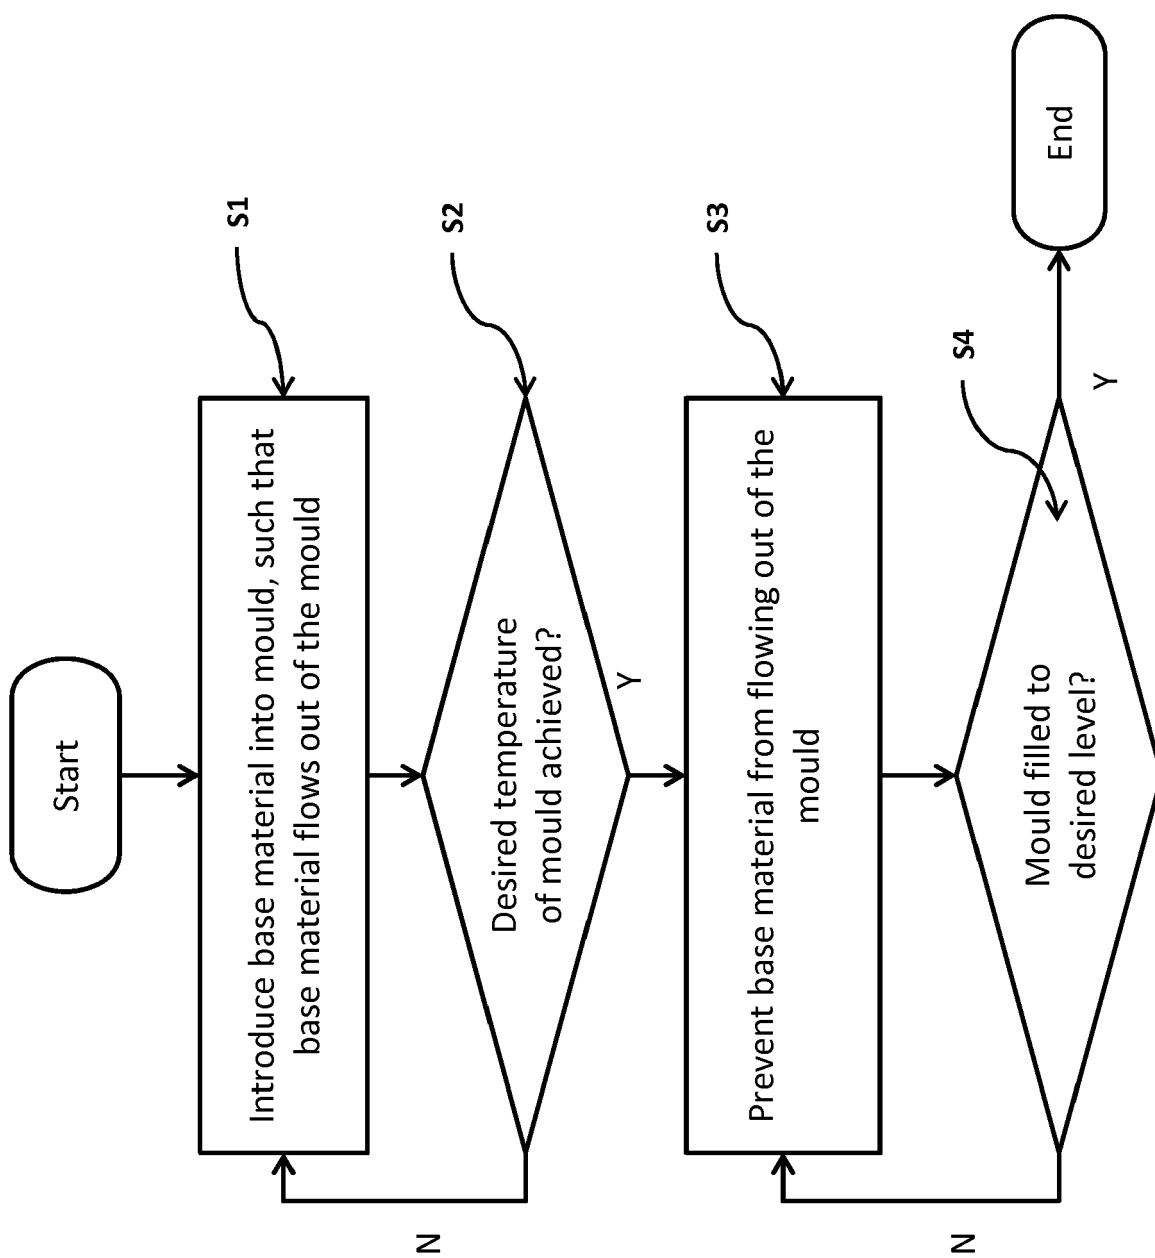 Start
S1
Introduce base material into mould, such that
base material flows out of the mould
S2
Desired temperature
of mould achieved?
N
Y
S3
Prevent base material from flowing out of the
mould
S4
Mould filled to
desired level?
N
Y
End